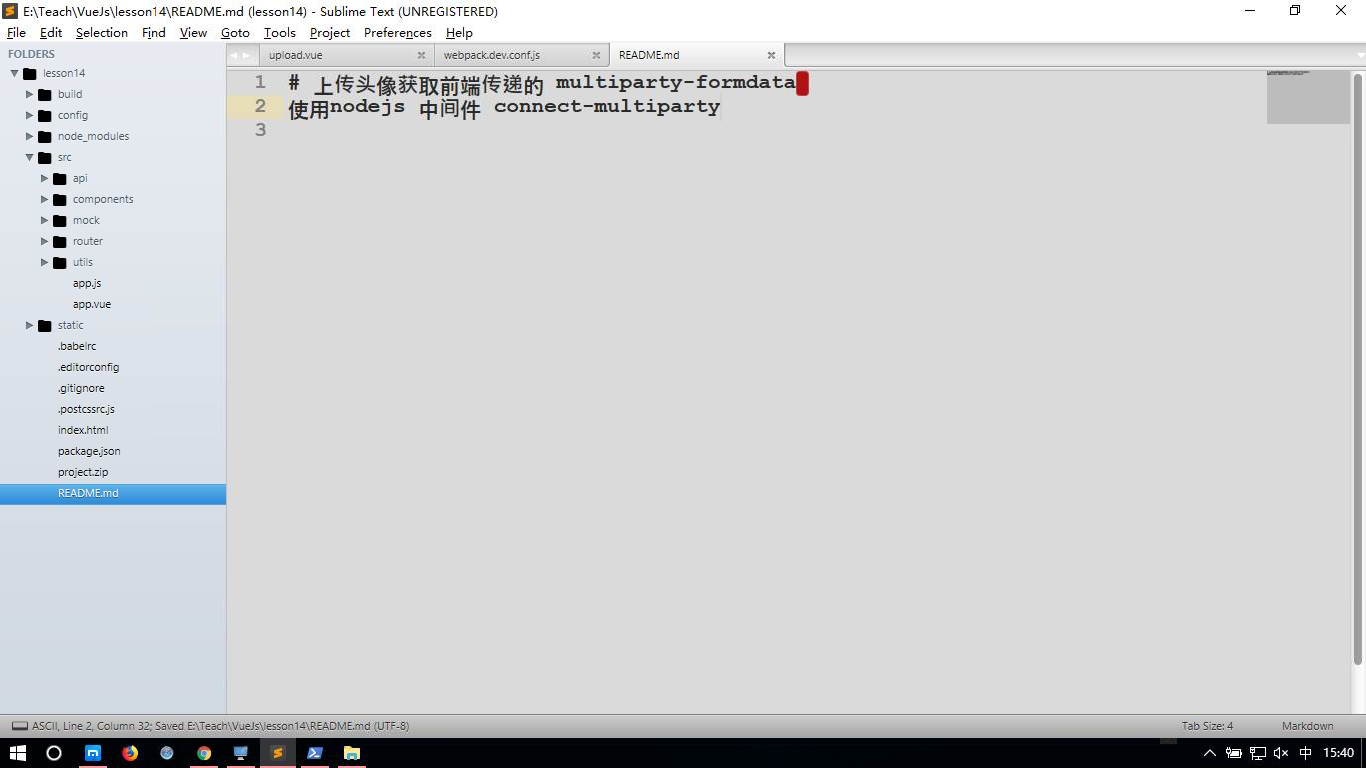 E:\Teach\VueJs\lesson14\README.md (lesson14) - Sublime Text (UNREGISTERED)
File Edit Selection Find View Goto Tools Project Preferences Help
FOLDERS
lesson14
build
config
node_modules
src
api
components
mock
router
utils
app.js
app.vue
static
.babelrc
.editorconfig
.gitignore
.postcssrc.js
index.html
package.json
project.zip
README.md
upload.vue
webpack.dev.conf.js
README.md
1 # 上传头像获取前端传递的 multiparty-formdata
2 使用nodejs 中间件 connect-multiparty
3
ASCII, Line 2, Column 32; Saved E:\Teach\VueJs\lesson14\README.md (UTF-8)
Tab Size: 4
Markdown
中
15:40